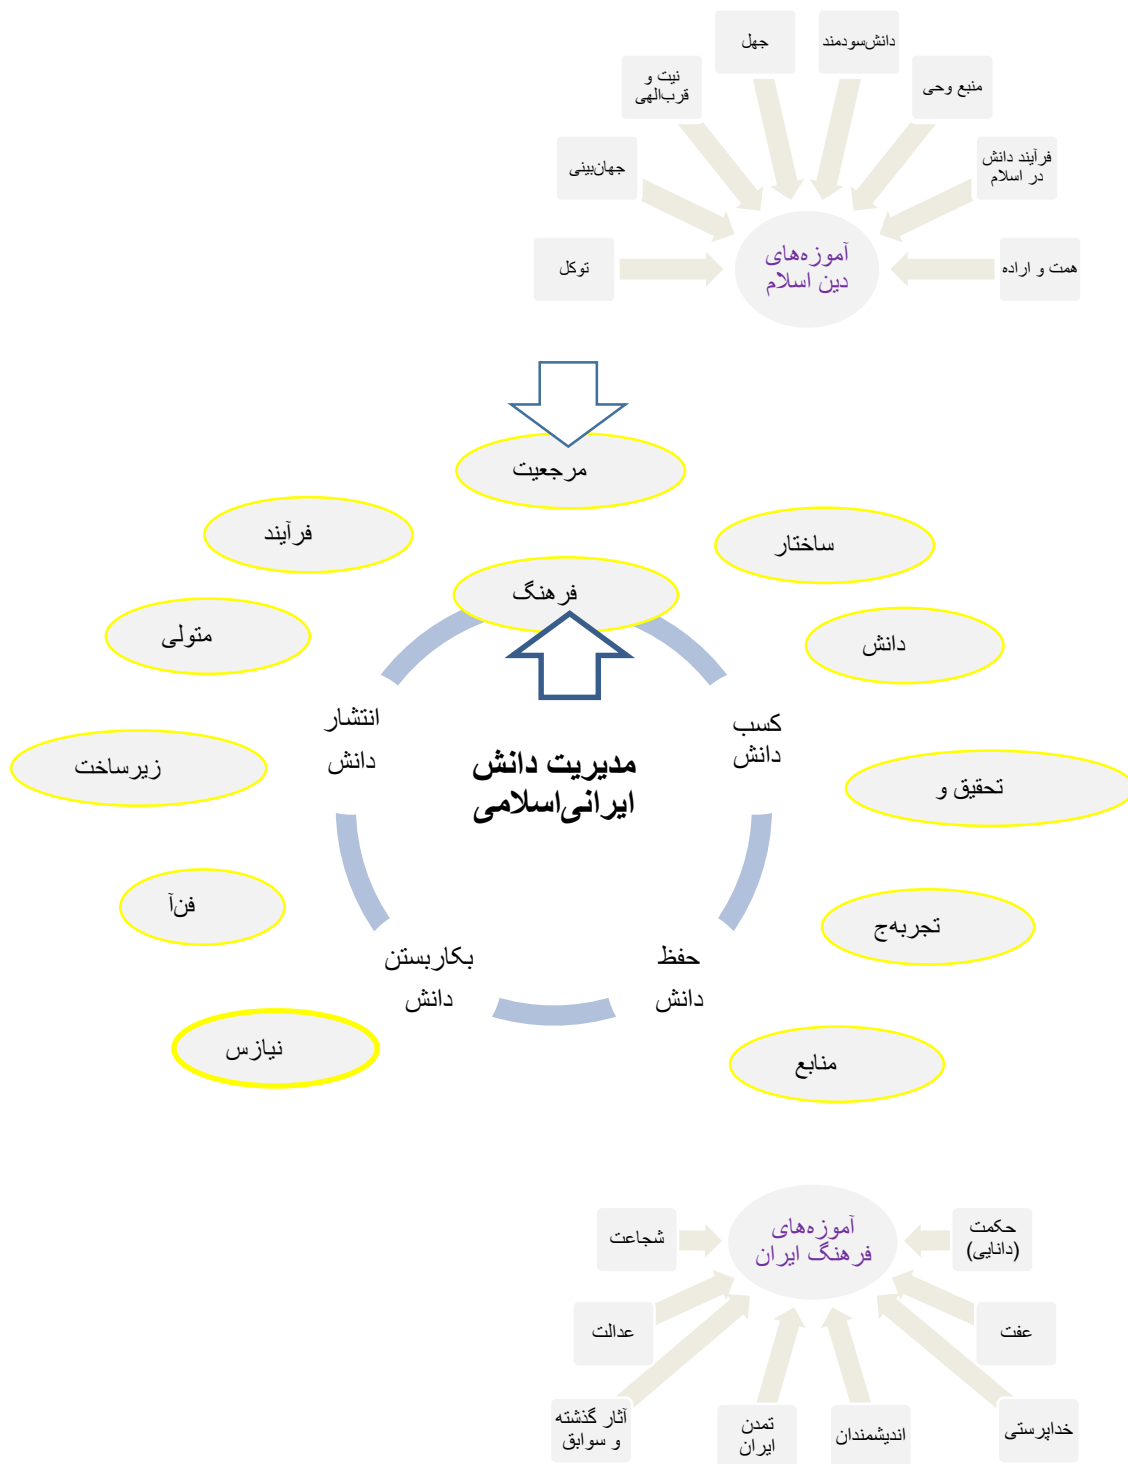 جهل
دانش‌سودمند
نیت و
قرب‌الهی
منبع وحی
جهان‌بینی
فرآیند دانش
در اسلام
توکل
آموزه‌های
دین اسلام
همت و اراده
مرجعیت
فرآیند
ساختار
فرهنگ
متولی
دانش
انتشار
دانش
کسب
دانش
زیرساخت
مدیریت دانش
ایرانی‌اسلامی
تحقیق و
فن‌آ
تجربه‌ج
بکاربستن
دانش
حفظ
دانش
نیازس
منابع
آموزه‌های
فرهنگ ایران
شجاعت
حکمت
(دانایی)
عدالت
عفت
آثار گذشته
و سوابق
تمدن
ایران
اندیشمندان
خداپرستی